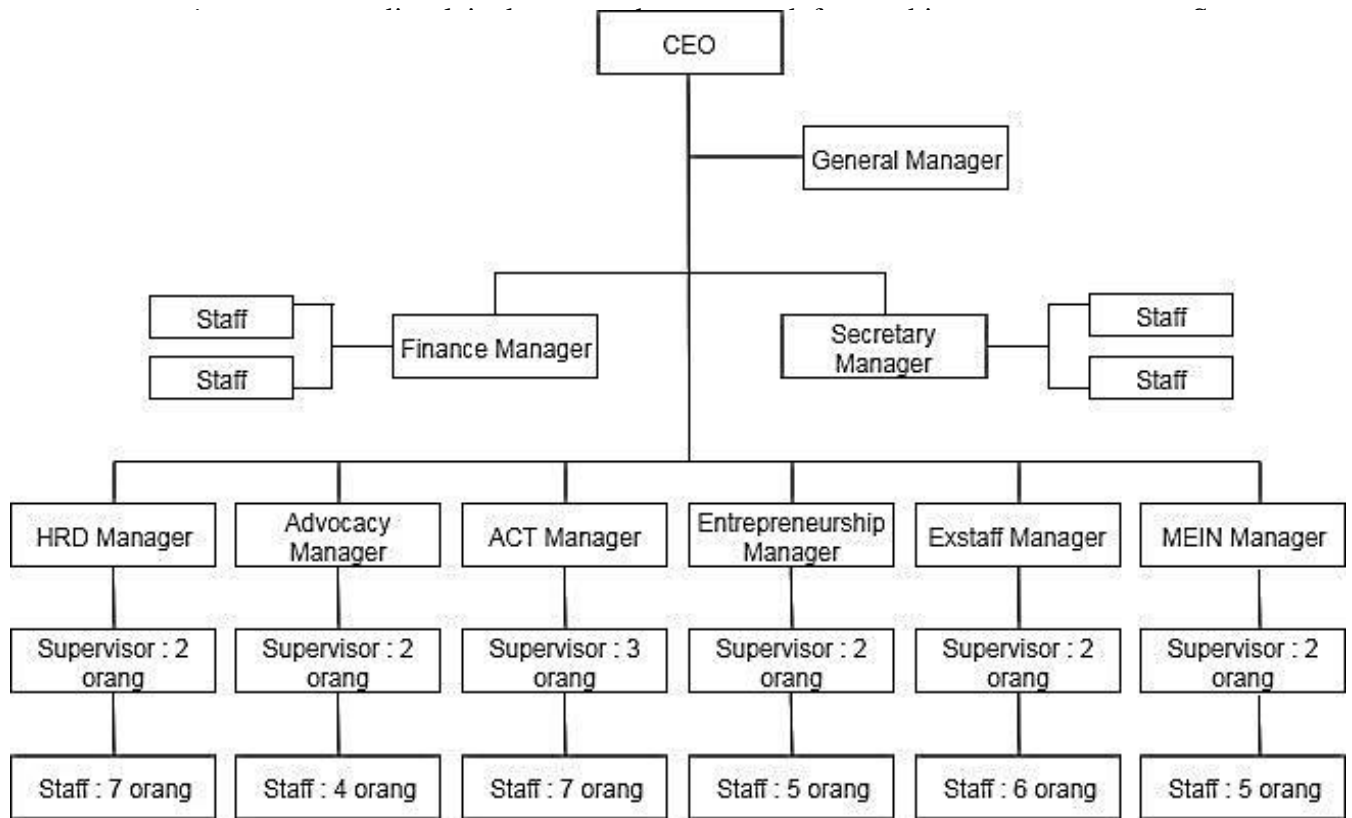 CEO
General Manager
Staff
Staff
Finance Manager
Secretary
Manager
Staff
Staff
HRD Manager
Advocacy
Manager
ACT Manager
Entrepreneurship
Manager
Exstaff Manager
MEIN Manager
Supervisor : 2
orang
Supervisor : 2
orang
Supervisor : 3
orang
Supervisor : 2
orang
Supervisor : 2
orang
Supervisor : 2
orang
Staff : 7 orang
Staff : 4 orang
Staff : 7 orang
Staff : 5 orang
Staff : 6 orang
Staff : 5 orang